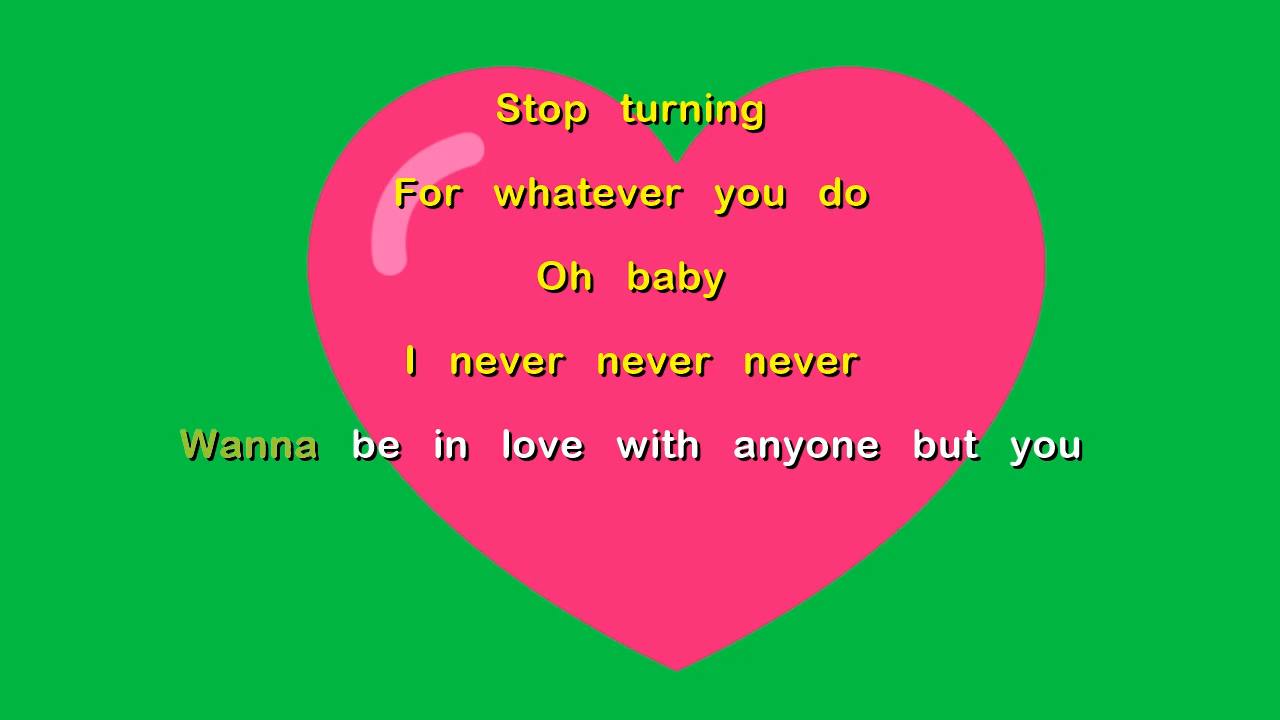 Stop turning
For whatever you do
Oh baby
I never never never
Wanna be in love with anyone but you